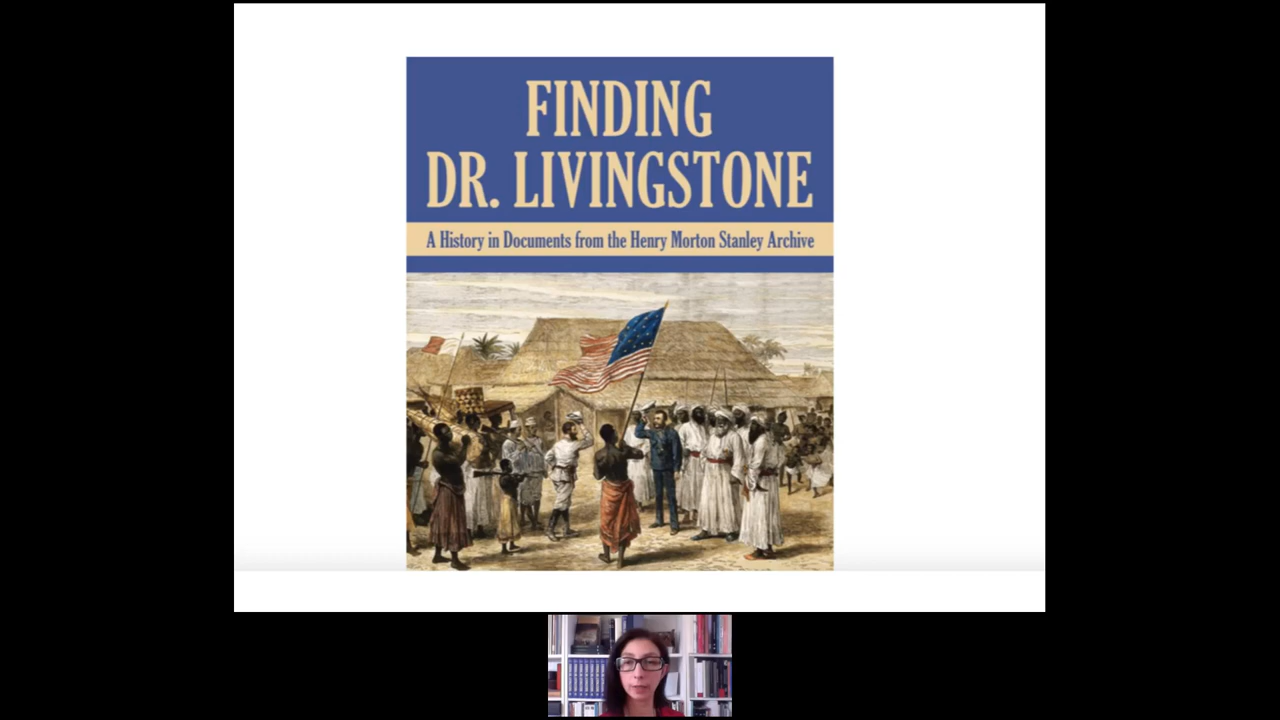 FINDING
DR. LIVINGSTONE
A History in Documents from the Henry Morton Stanley Archive